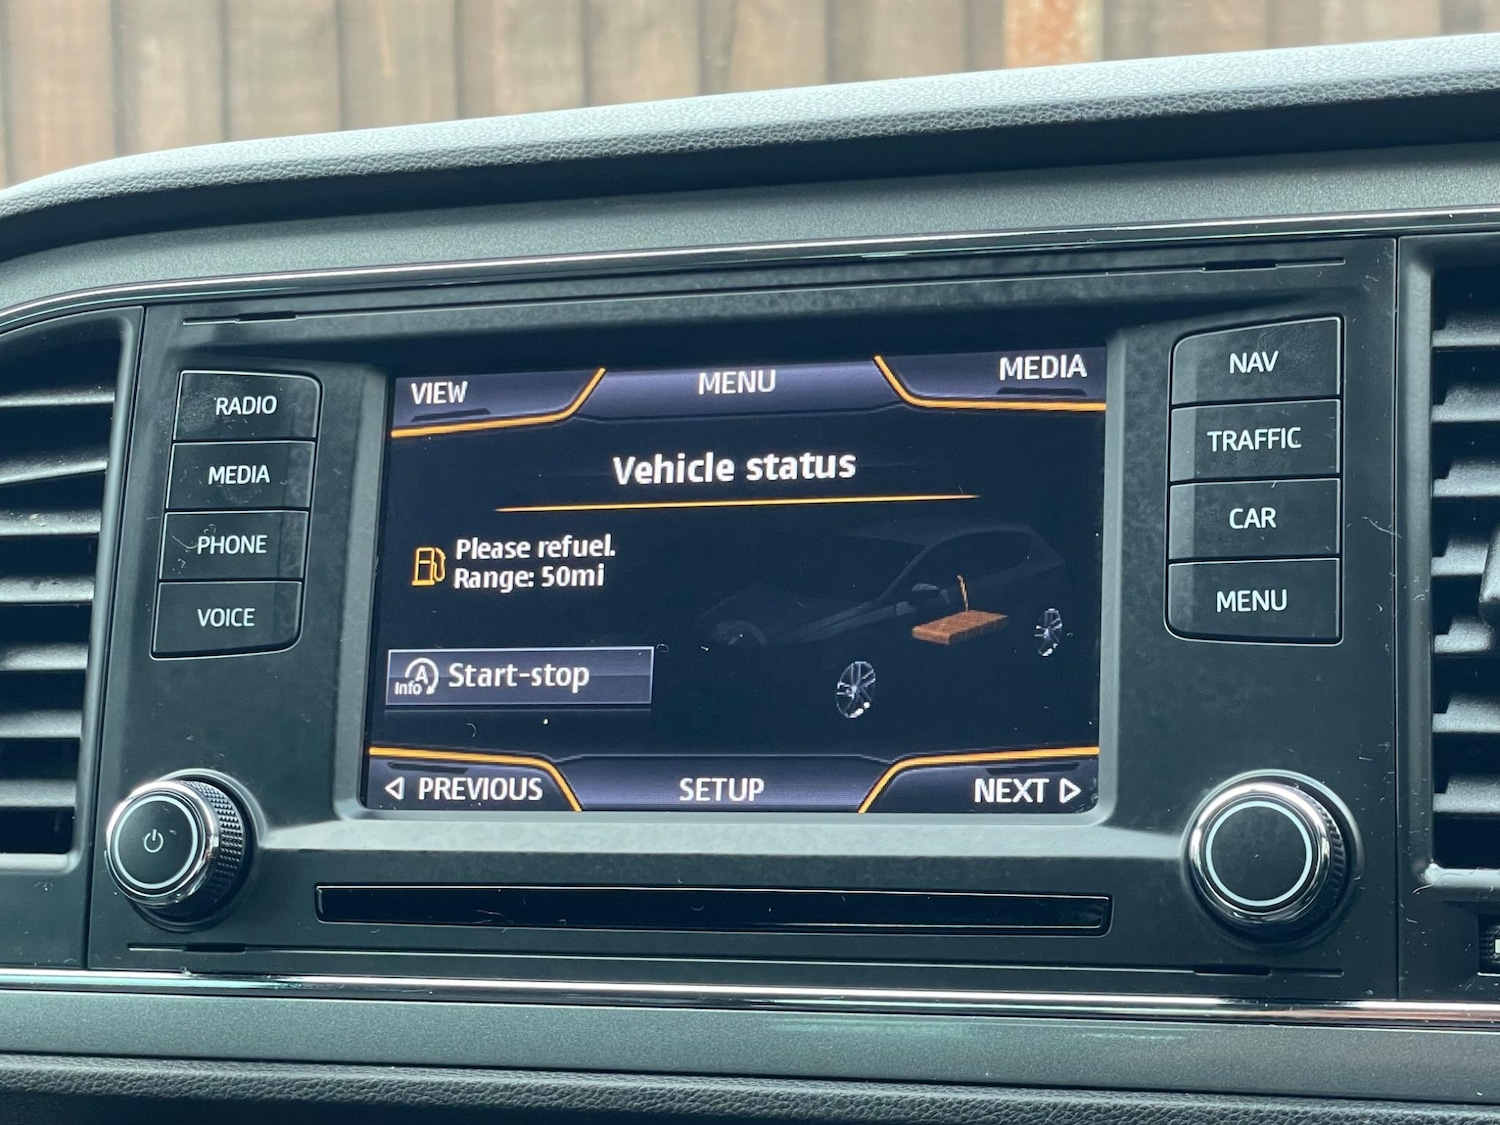 RADIO
MEDIA
PHONE
VOICE
VIEW
MENU
MEDIA
Vehicle status
Please refuel.
Range: 50mi
A
Info
Start-stop
PREVIOUS
SETUP
NEXT
NAV
TRAFFIC
CAR
MENU